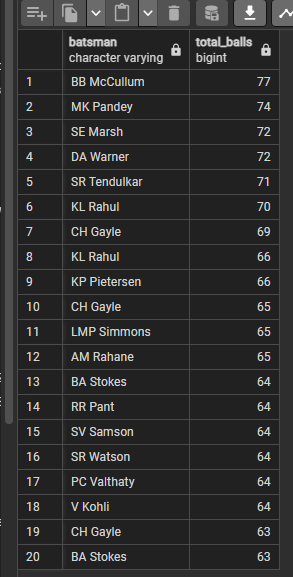 batsman total_balls
character varying bigint
1 BB McCullum 77
2 MK Pandey 74
3 SE Marsh 72
4 DA Warner 72
5 SR Tendulkar 71
6 KL Rahul 70
7 CH Gayle 69
8 KL Rahul 66
9 KP Pietersen 66
10 CH Gayle 65
11 LMP Simmons 65
12 AM Rahane 65
13 BA Stokes 64
14 RR Pant 64
15 SV Samson 64
16 SR Watson 64
17 PC Valthaty 64
18 V Kohli 64
19 CH Gayle 63
20 BA Stokes 63